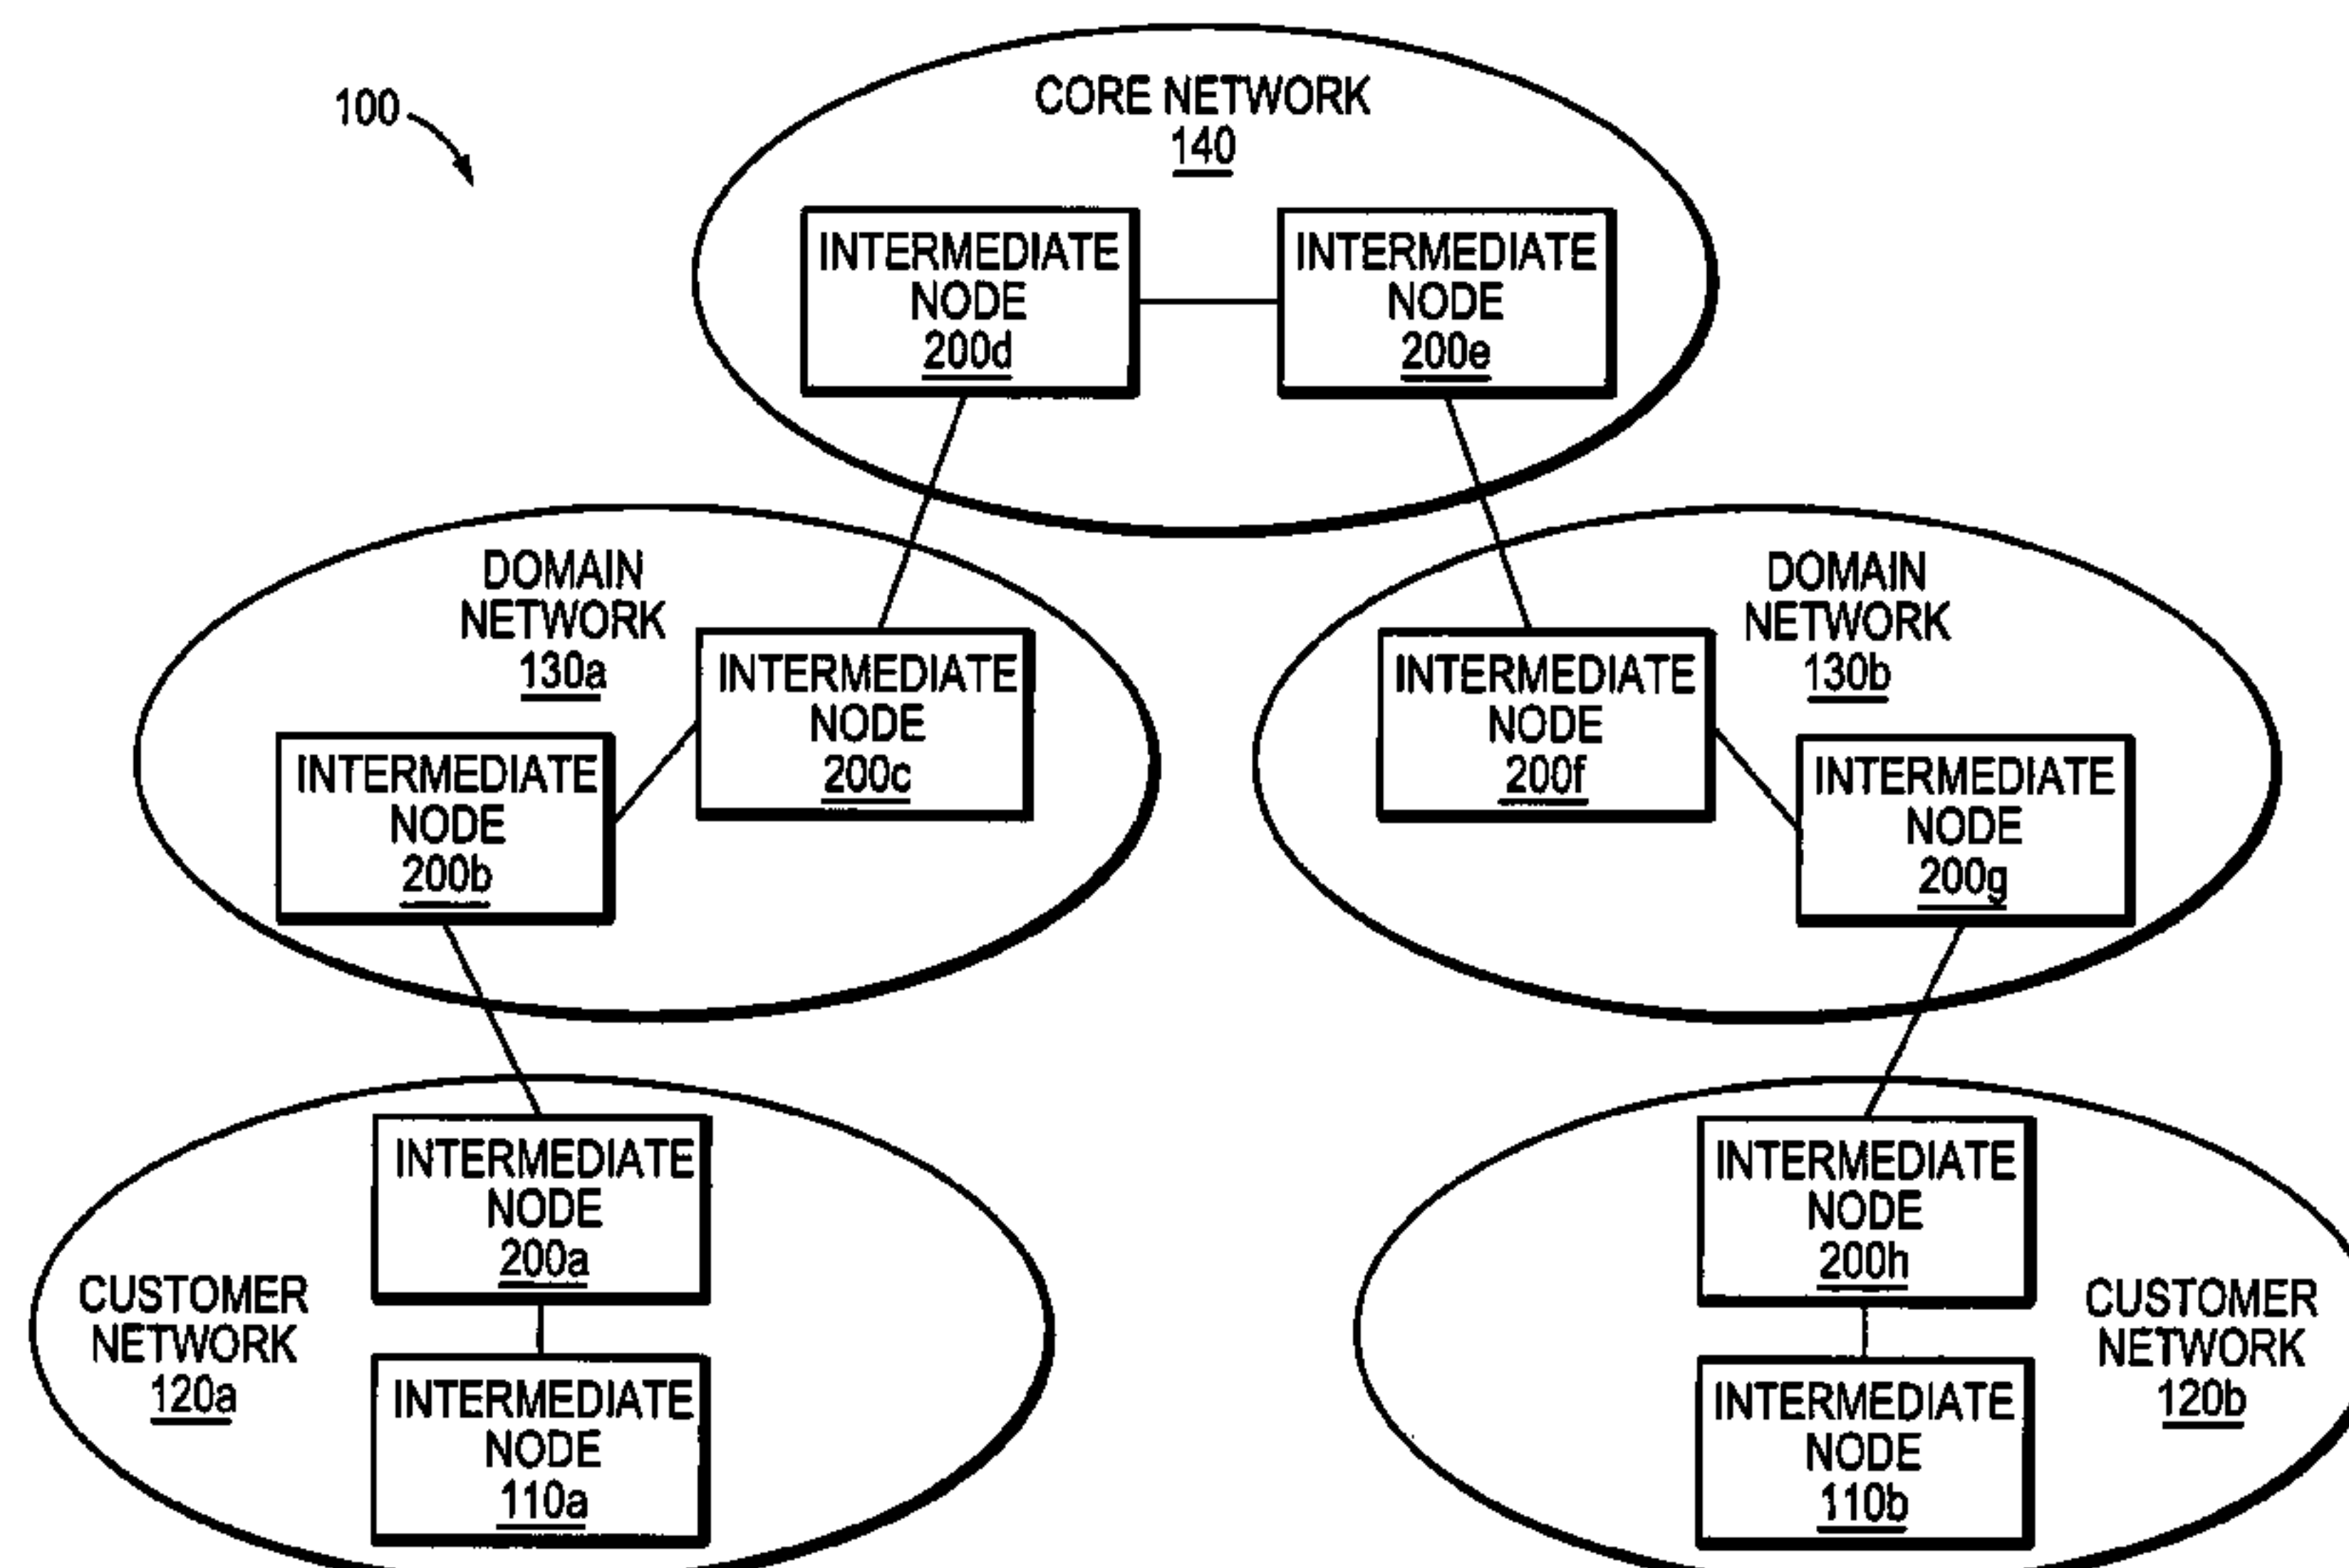 100
CORE NETWORK
140
INTERMEDIATE
NODE
200d
INTERMEDIATE
NODE
200e
DOMAIN
NETWORK
130a
INTERMEDIATE
NODE
200c
INTERMEDIATE
NODE
200b
DOMAIN
NETWORK
130b
INTERMEDIATE
NODE
200f
INTERMEDIATE
NODE
200g
INTERMEDIATE
NODE
200a
CUSTOMER
NETWORK
120a
INTERMEDIATE
NODE
110a
INTERMEDIATE
NODE
200h
CUSTOMER
NETWORK
120b
INTERMEDIATE
NODE
110b